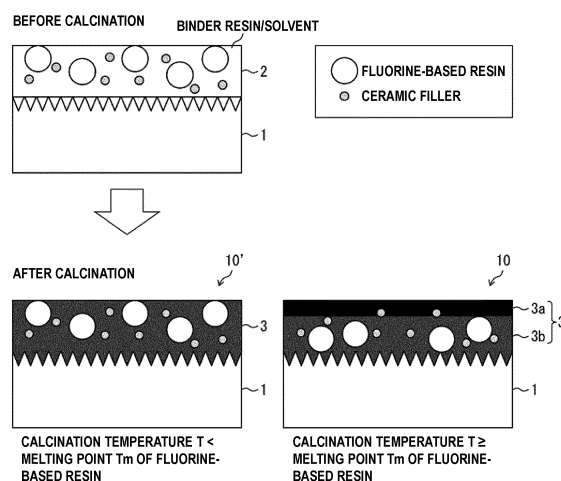 BEFORE CALCINATION
BINDER RESIN/SOLVENT
2
1
FLUORINE-BASED RESIN
CERAMIC FILLER
AFTER CALCINATION
10'
3
1
CALCINATION TEMPERATURE T <
MELTING POINT Tm OF FLUORINE-
BASED RESIN
10
3a
3b
3
1
CALCINATION TEMPERATURE T ≥
MELTING POINT Tm OF FLUORINE-
BASED RESIN